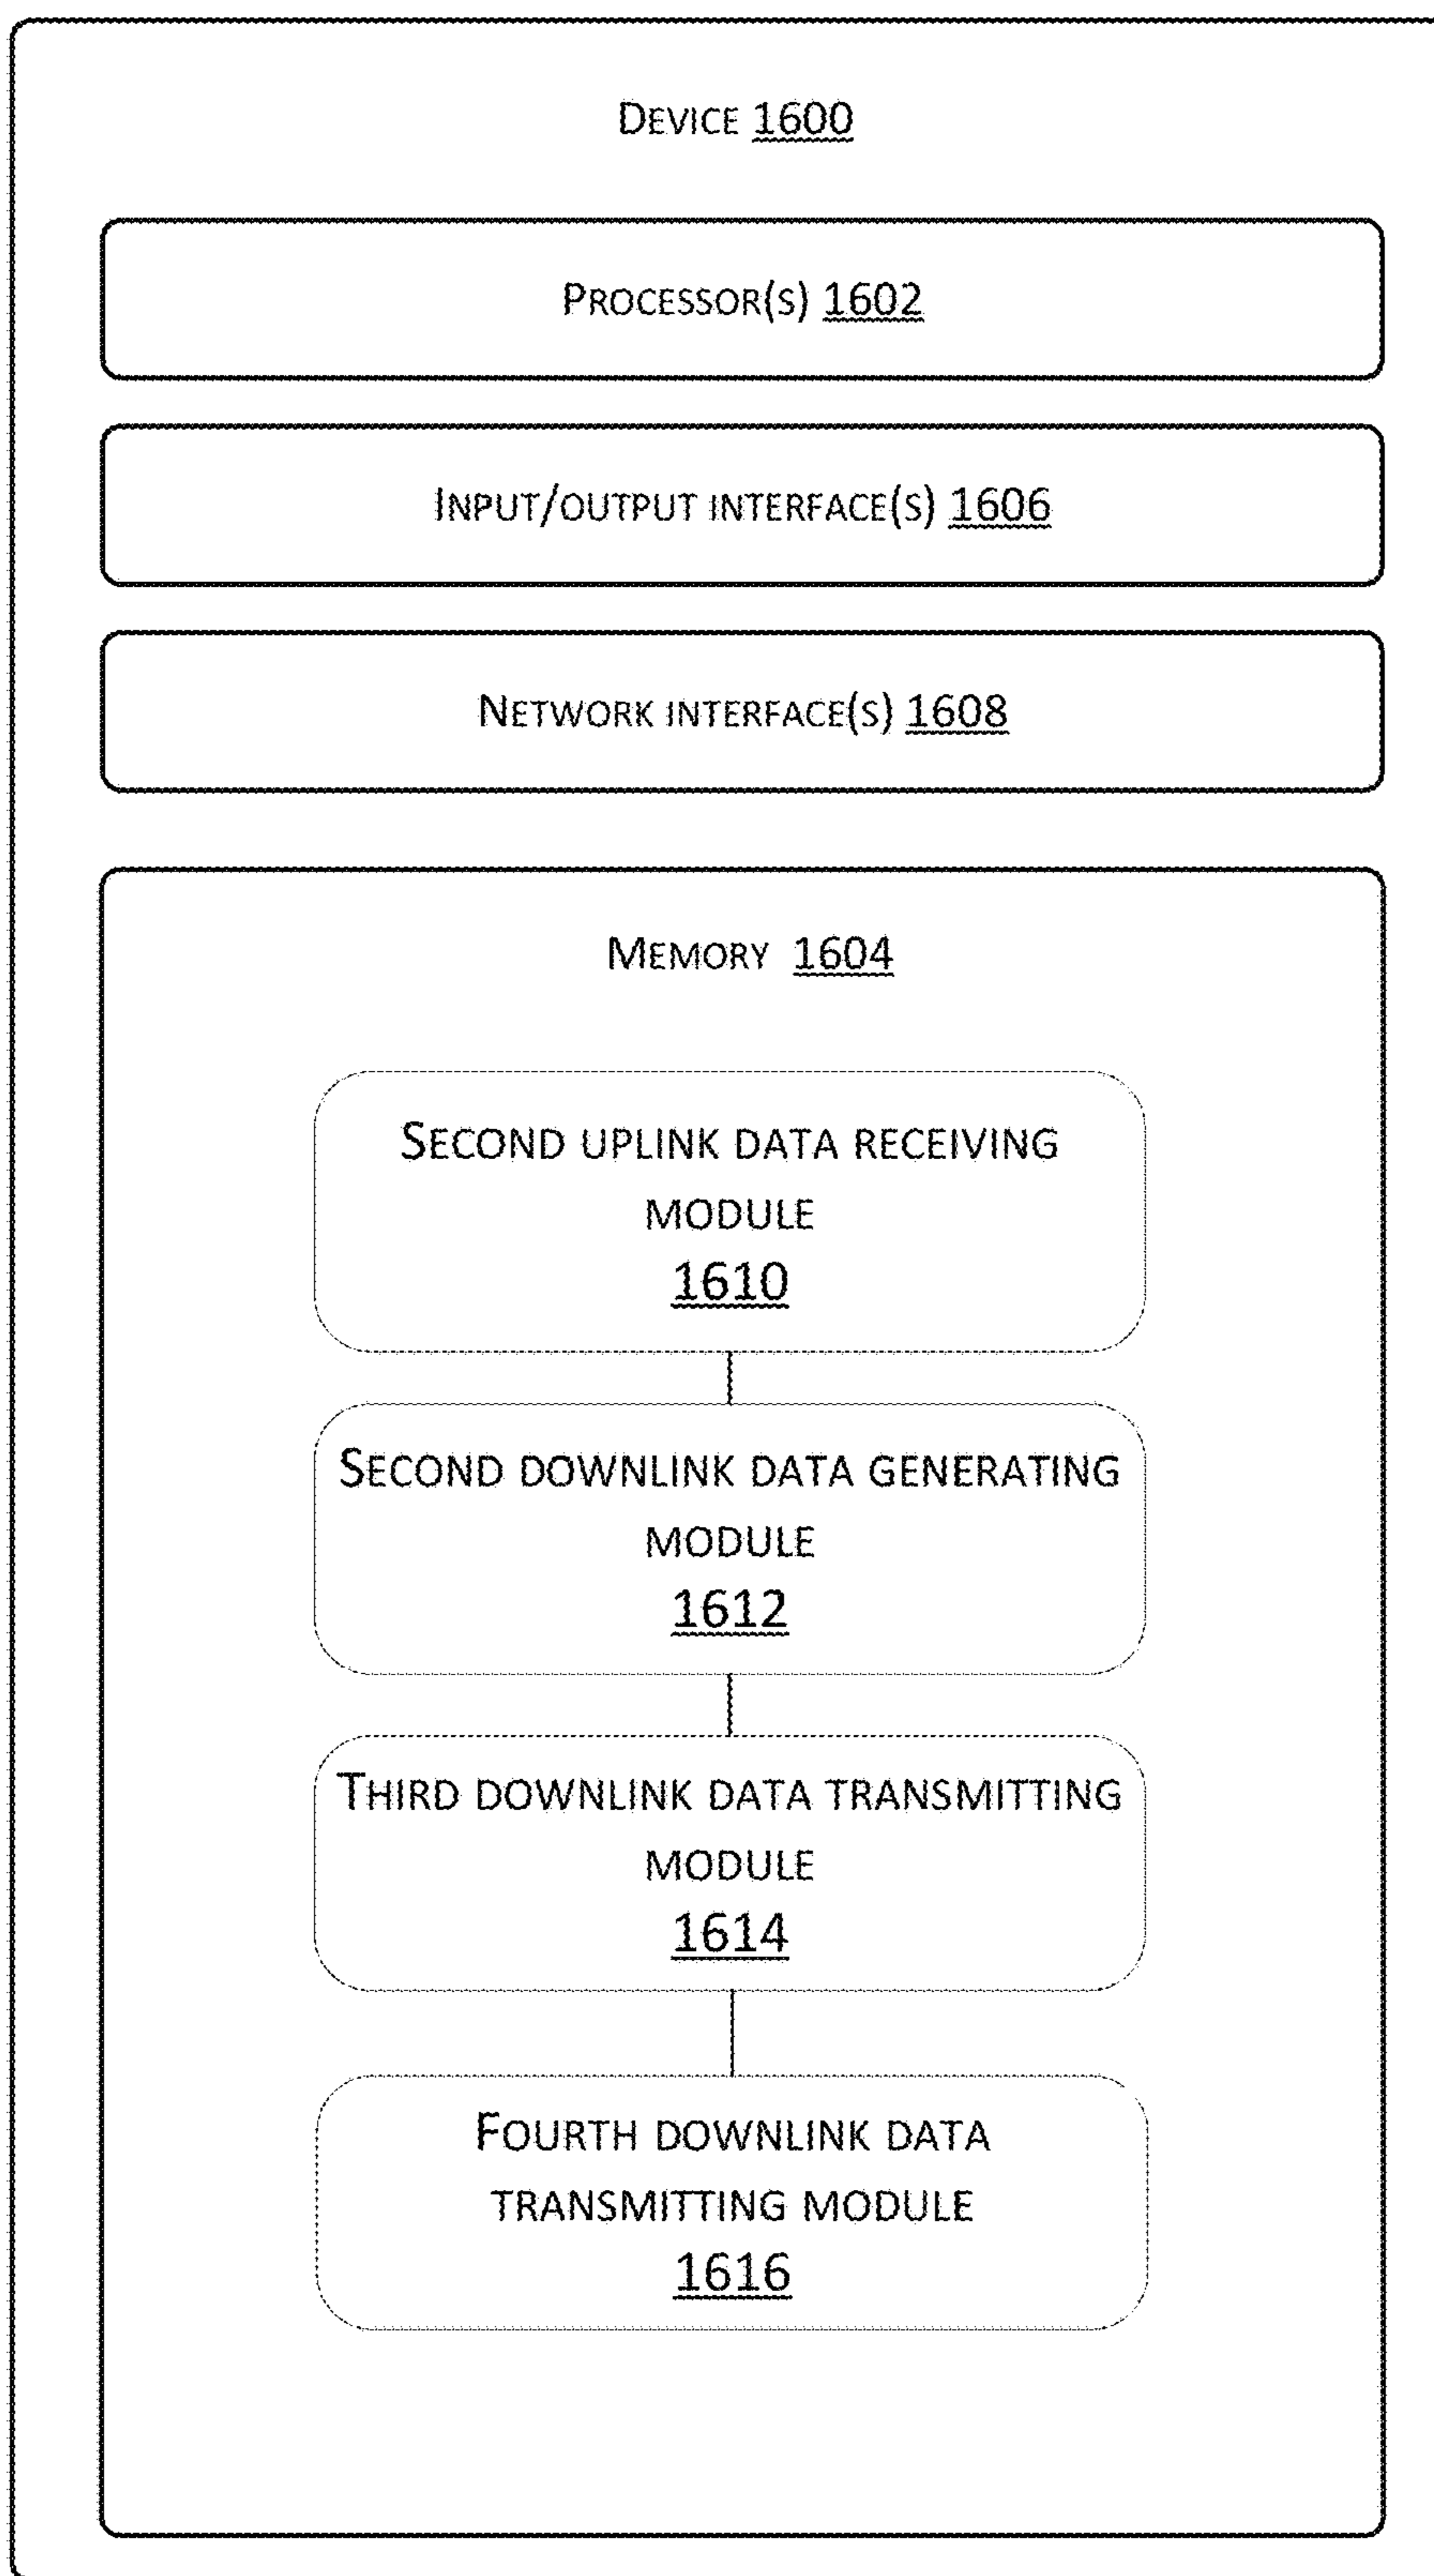 DEVICE 1600
PROCESSOR(S) 1602
INPUT/OUTPUT INTERFACE(S) 1606
NETWORK INTERFACE(S) 1608
MEMORY 1604
SECOND UPLINK DATA RECEIVING
MODULE
1610
SECOND DOWNLINK DATA GENERATING
MODULE
1612
THIRD DOWNLINK DATA TRANSMITTING
MODULE
1614
FOURTH DOWNLINK DATA
TRANSMITTING MODULE
1616